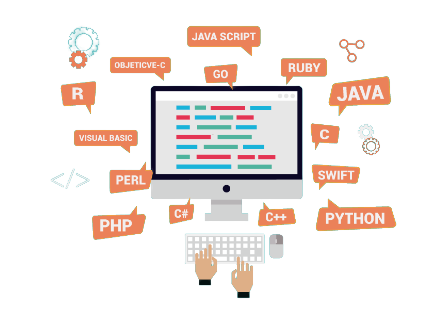 JAVA SCRIPT
OBJETICVE-C
GO
RUBY
R
JAVA
VISUAL BASIC
C
PERL
SWIFT
PHP
C#
C++
PYTHON
</>